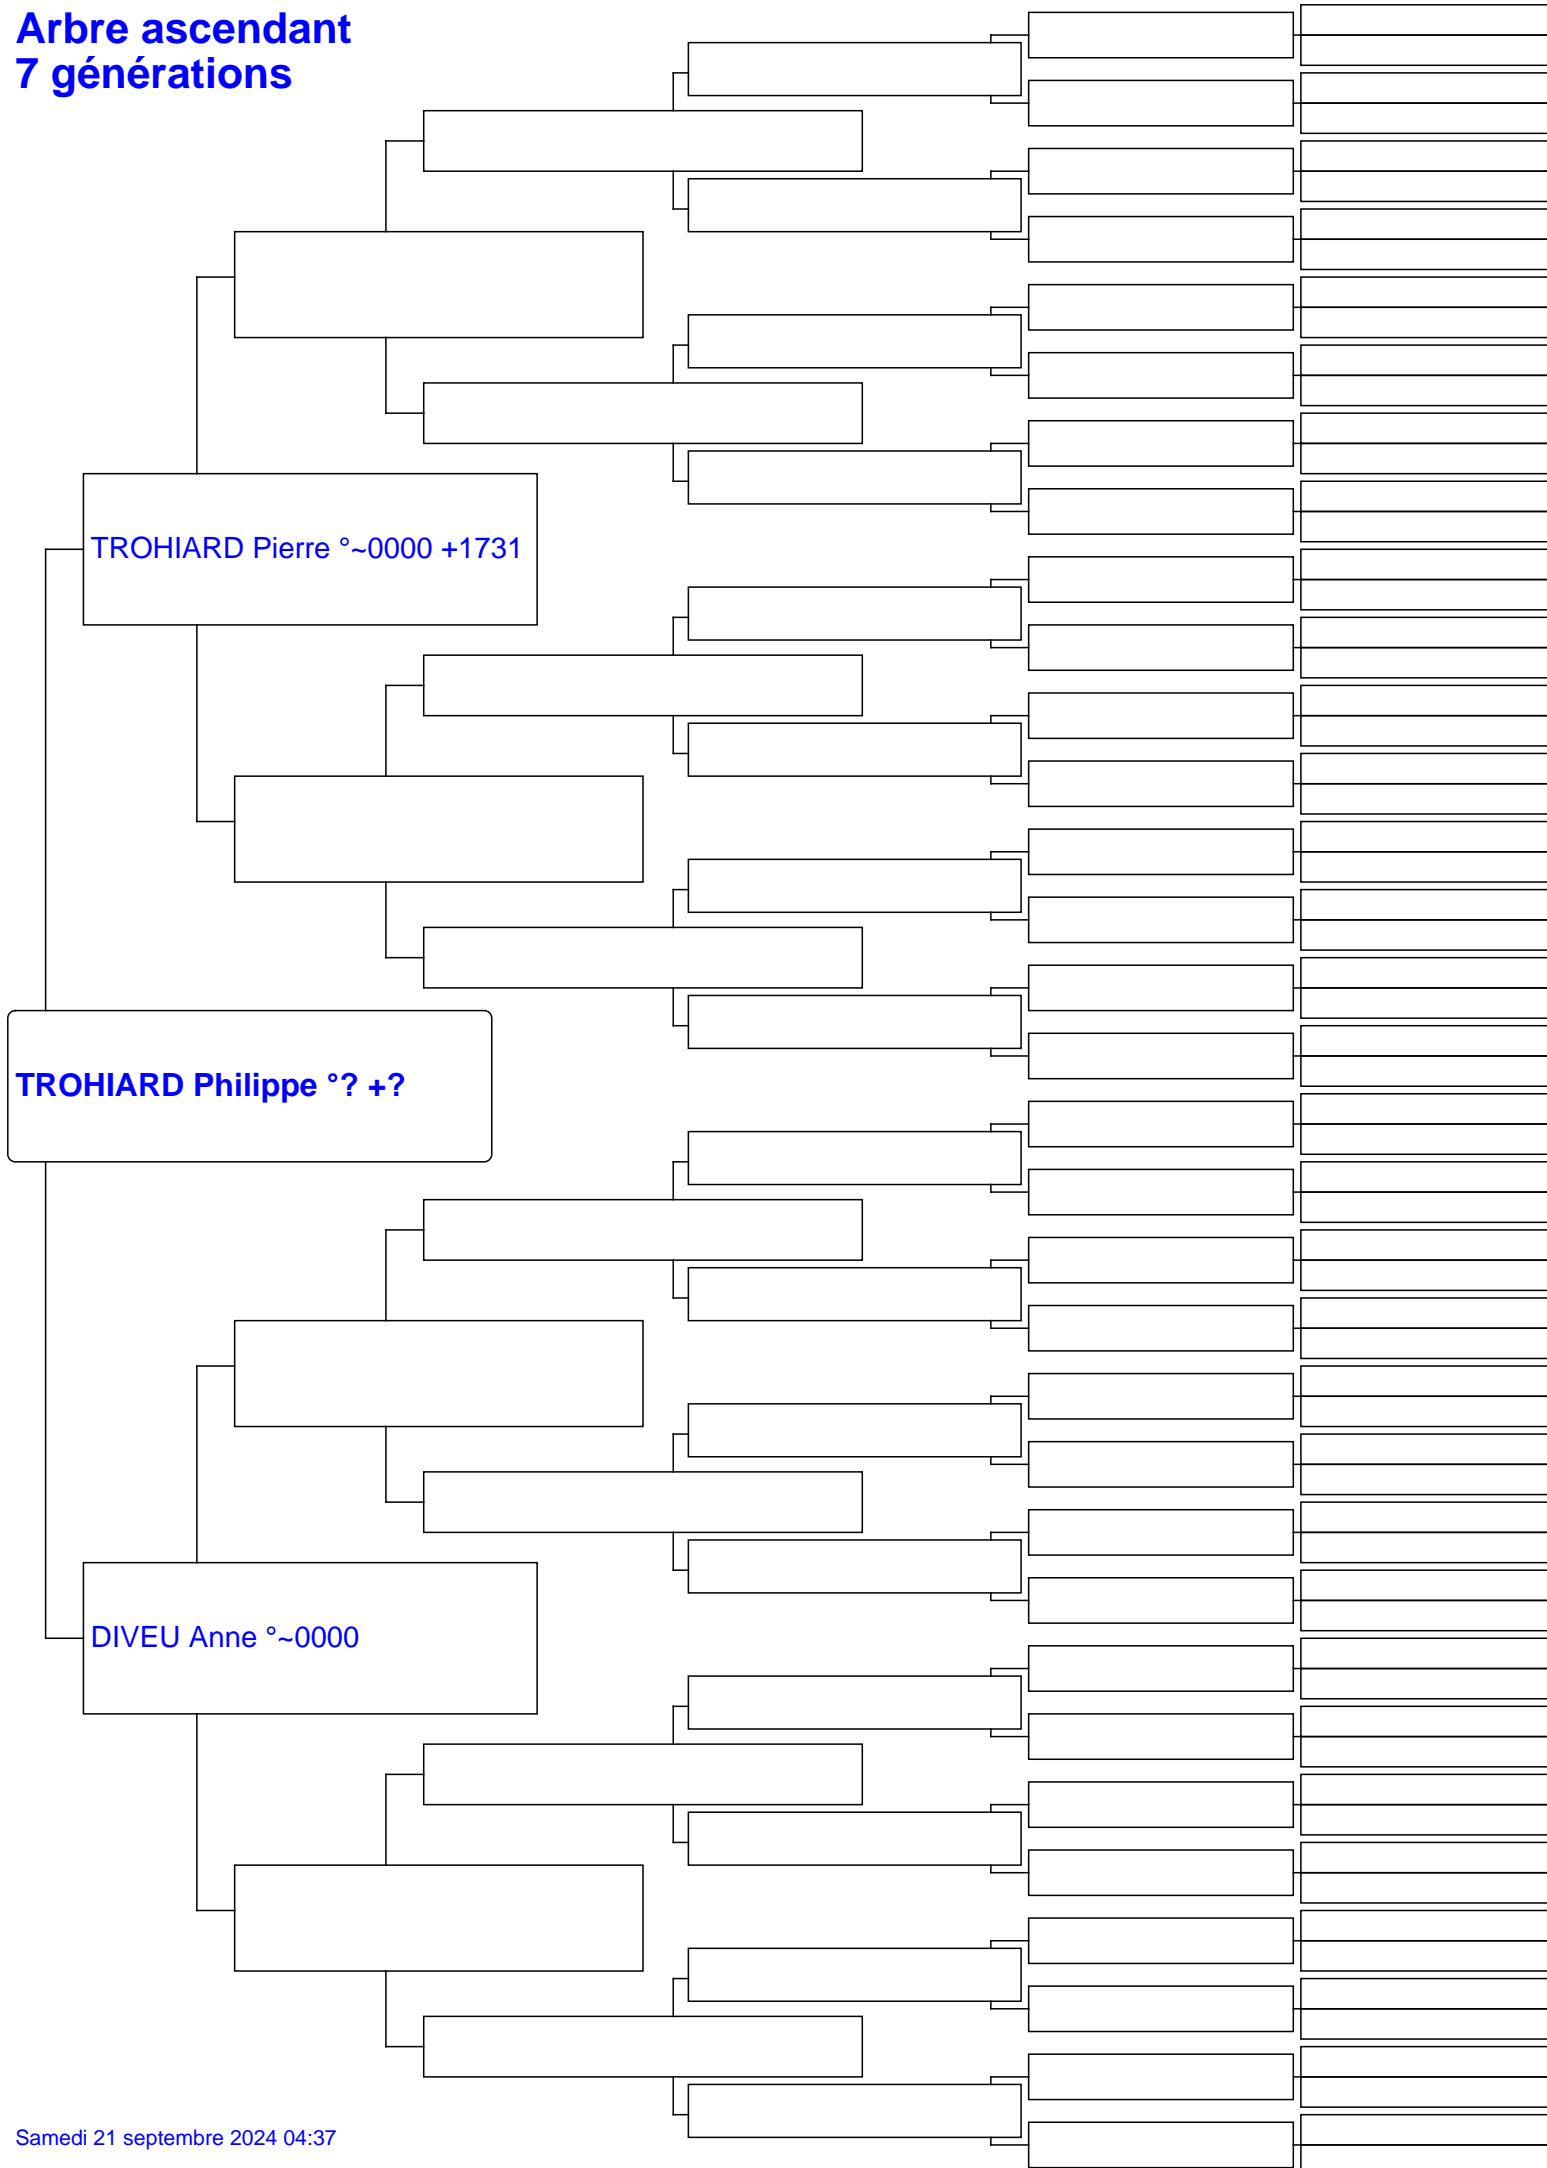 Arbre ascendant
7 générations
TROHIARD Pierre °~0000 +1731
TROHIARD Philippe °? +?
DIVEU Anne °~0000
Samedi 21 septembre 2024 04:37